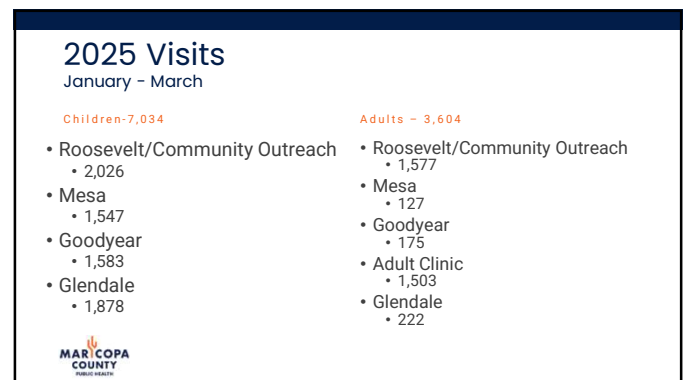 2025 Visits
January - March
Children-7,034
• Roosevelt/Community Outreach
• 2,026
• Mesa
• 1,547
• Goodyear
• 1,583
• Glendale
• 1,878
Adults – 3,604
• Roosevelt/Community Outreach
• 1,577
• Mesa
• 127
• Goodyear
• 175
• Adult Clinic
• 1,503
• Glendale
• 222
MARICOPA
COUNTY
PUBLIC HEALTH